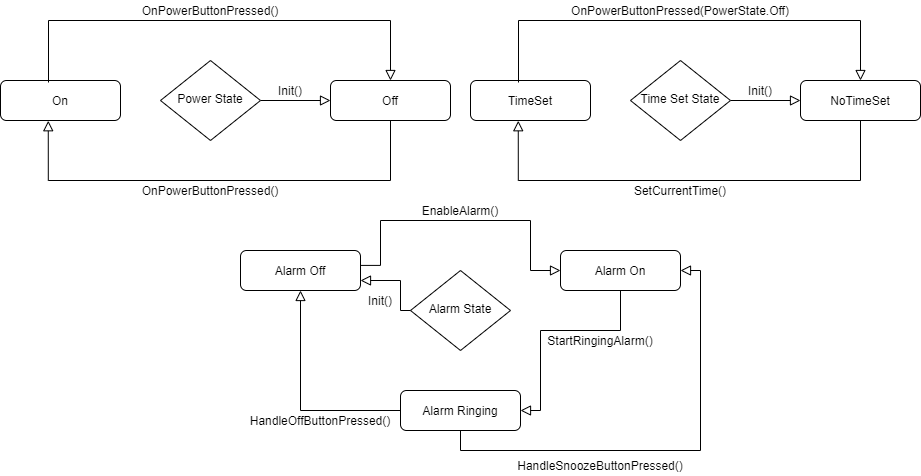 OnPowerButtonPressed()
OnPowerButtonPressed(PowerState.Off)
On
Power State
Init()
Off
TimeSet
Time Set State
Init()
NoTimeSet
OnPowerButtonPressed()
SetCurrentTime()
EnableAlarm()
Alarm Off
Alarm On
Init()
Alarm State
StartRingingAlarm()
Alarm Ringing
HandleOffButtonPressed()
HandleSnoozeButtonPressed()